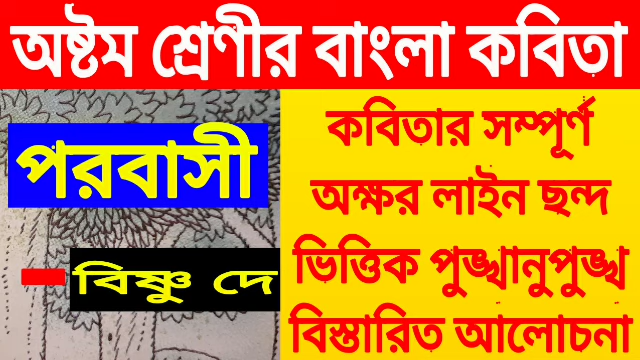 অষ্টম শ্রেণীর বাংলা কবিতা
পরবাসী
- বিষ্ণু দে
কবিতার সম্পূর্ণ
অক্ষর লাইন ছন্দ
ভিত্তিক পুঙ্খানুপুঙ্খ
বিস্তারিত আলোচনা